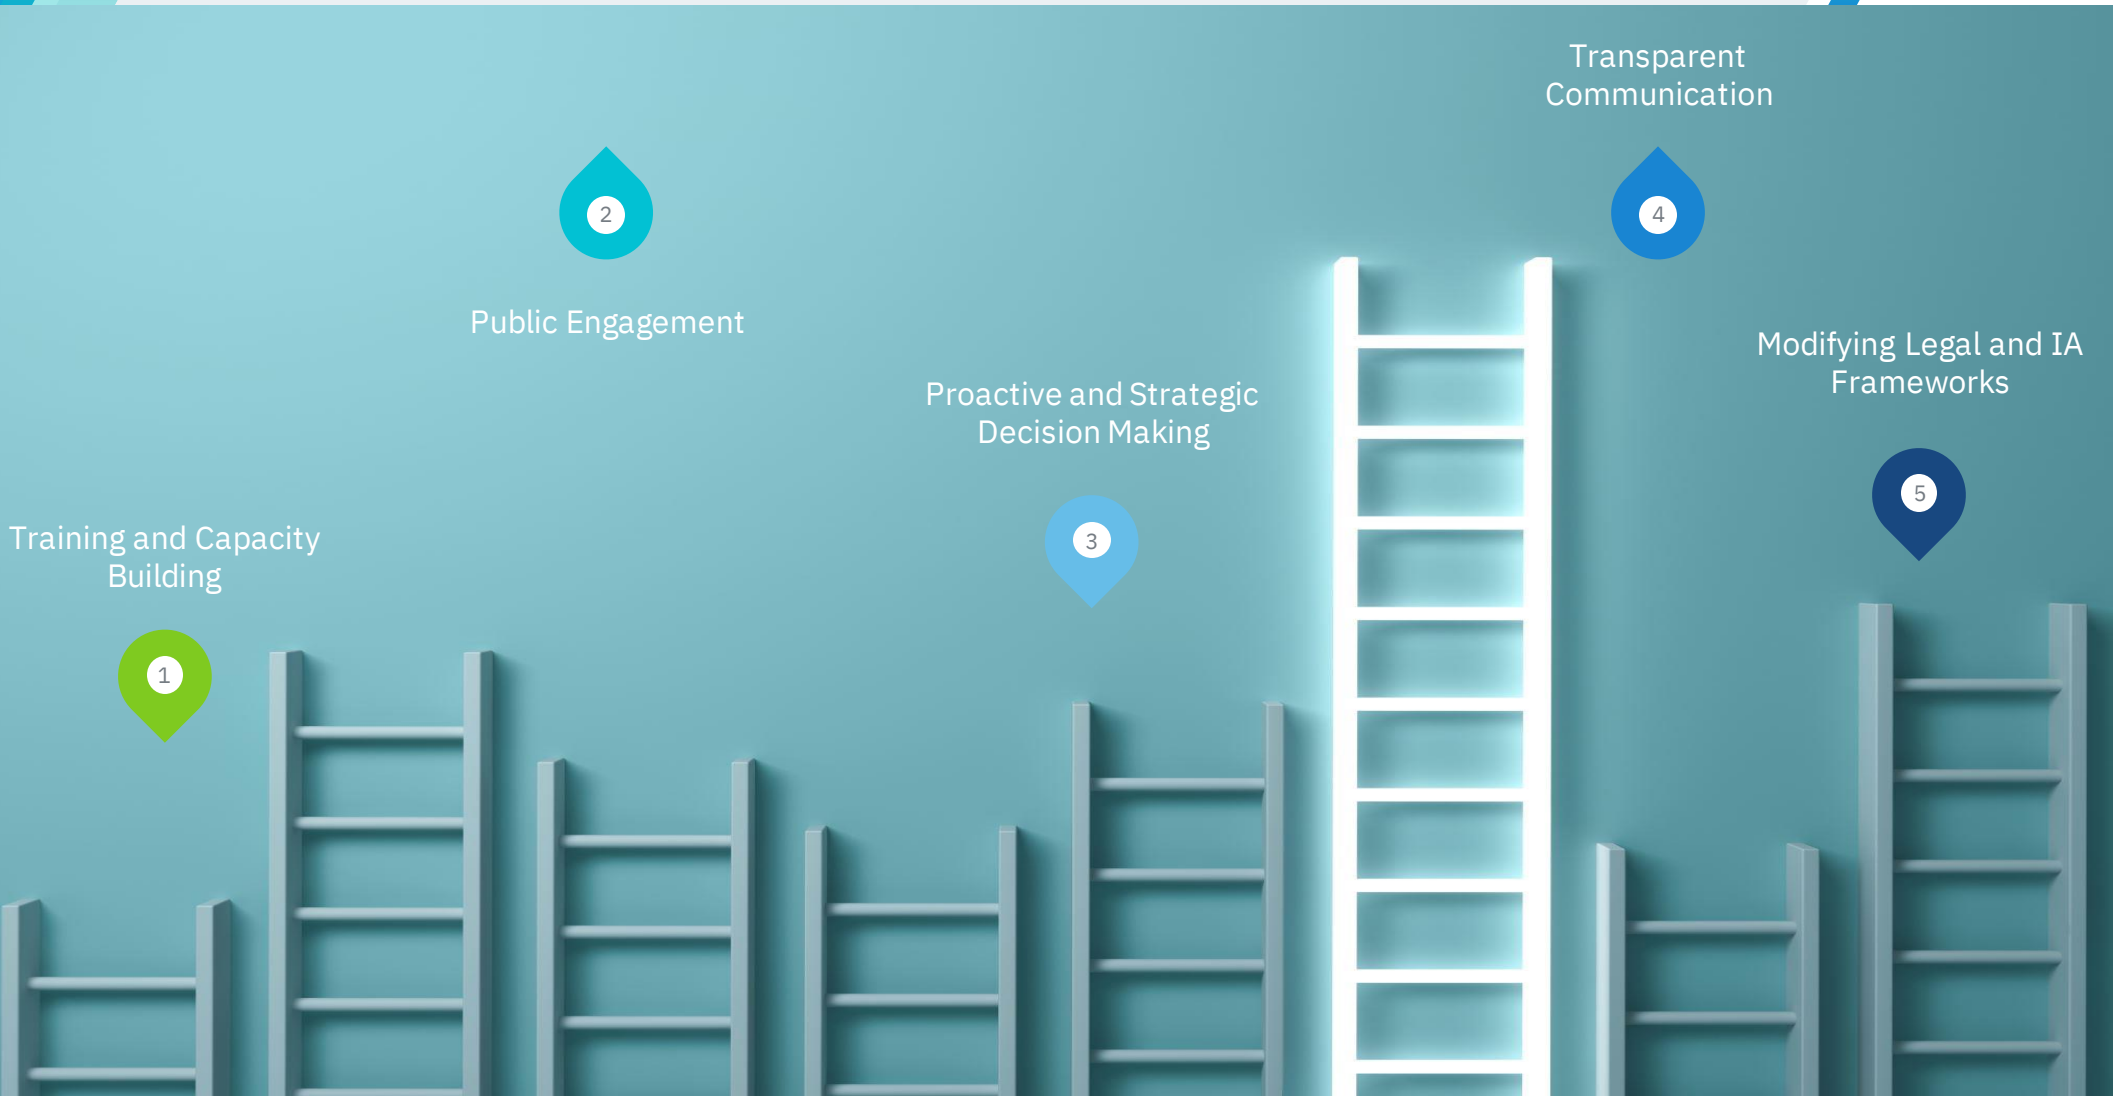 Training and Capacity
Building
1
2
Public Engagement
Proactive and Strategic
Decision Making
3
Transparent
Communication
4
Modifying Legal and IA
Frameworks
5